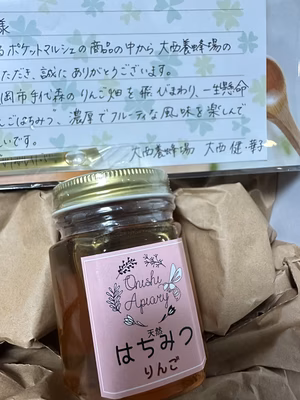 様
るポケットマルシェの商品の中から大西養蜂場の
ただき、誠にありがとうございます。
岡市手代森のりんご畑を飛びまわり、一生懸命
んごはちみつ、濃厚でフルーティな風味を楽しんで
いです。
大西養蜂場 大西 健・華子
Ohnishi
Apiary
天然
はちみつ
りんご